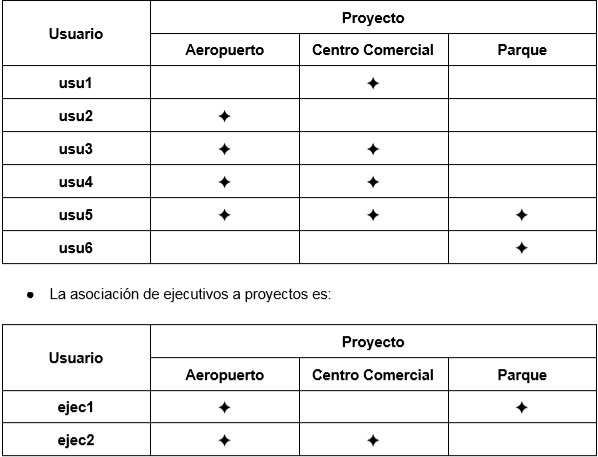 Usuario
Proyecto
Aeropuerto Centro Comercial Parque
usu1 ✦
usu2 ✦
usu3 ✦ ✦
usu4 ✦ ✦
usu5 ✦ ✦ ✦
usu6 ✦
● La asociación de ejecutivos a proyectos es:
Usuario
Proyecto
Aeropuerto Centro Comercial Parque
ejec1 ✦ ✦
ejec2 ✦ ✦